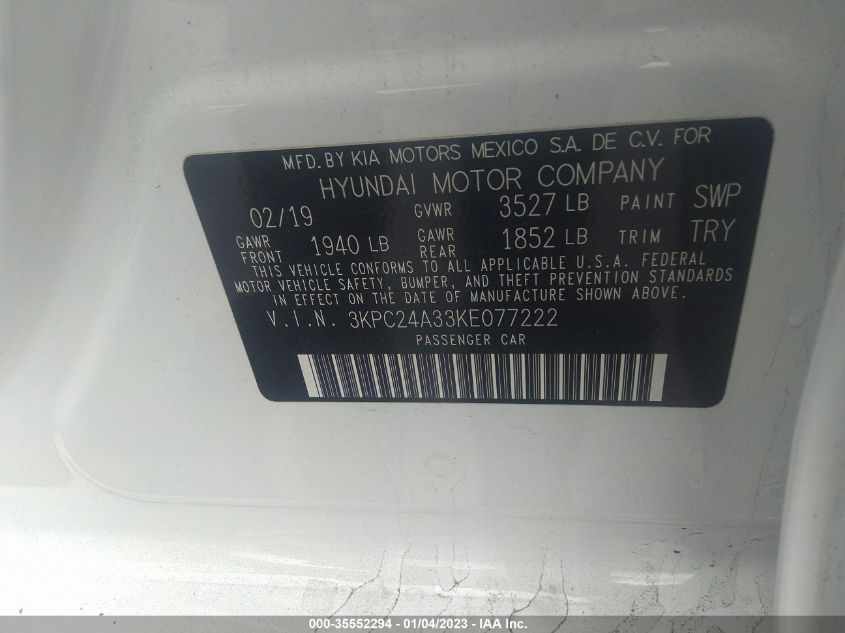 MFD. BY KIA MOTORS MEXICO S.A. DE C.V. FOR
HYUNDAI MOTOR COMPANY
02/19 GVWR 3527 LB PAINT SWP
GAWR FRONT 1940 LB GAWR REAR 1852 LB TRIM TRY
THIS VEHICLE CONFORMS TO ALL APPLICABLE U.S.A. FEDERAL
MOTOR VEHICLE SAFETY, BUMPER, AND THEFT PREVENTION STANDARDS
IN EFFECT ON THE DATE OF MANUFACTURE SHOWN ABOVE.
V.I.N. 3KPC24A33KE077222
PASSENGER CAR
000-35552294 - 01/04/2023 - IAA Inc.